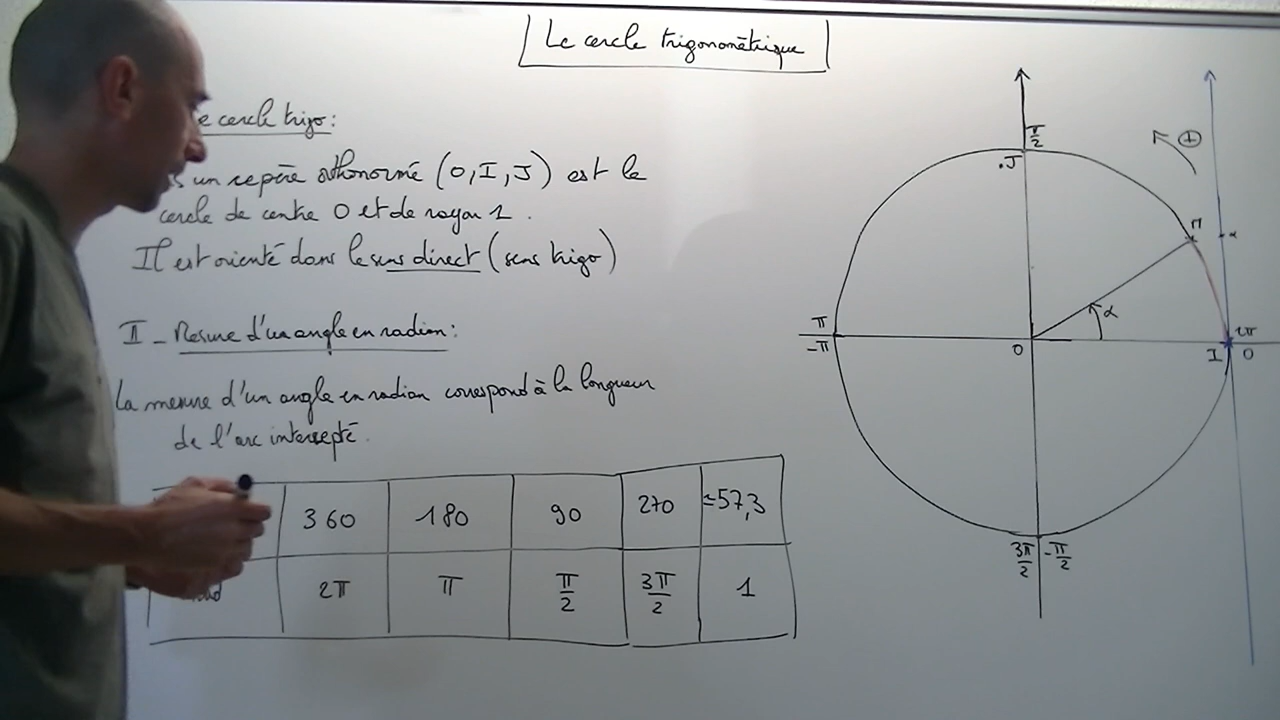 Le cercle trigonométrique
e cercle trigo :
un repère othonormé (O, I, J) est le
cercle de centre O et de rayon 1 .
Il est orienté dans le sens direct (sens trigo)
II - Mesure d'un angle en radian :
La mesure d'un angle en radian correspond à la longueur
de l'arc intercepté .
360 180 90 270 ≃57,3
2π π π/2 3π/2 1
π/2
J
+
M
α
α
π
-π
O
2π
I O
3π/2 -π/2